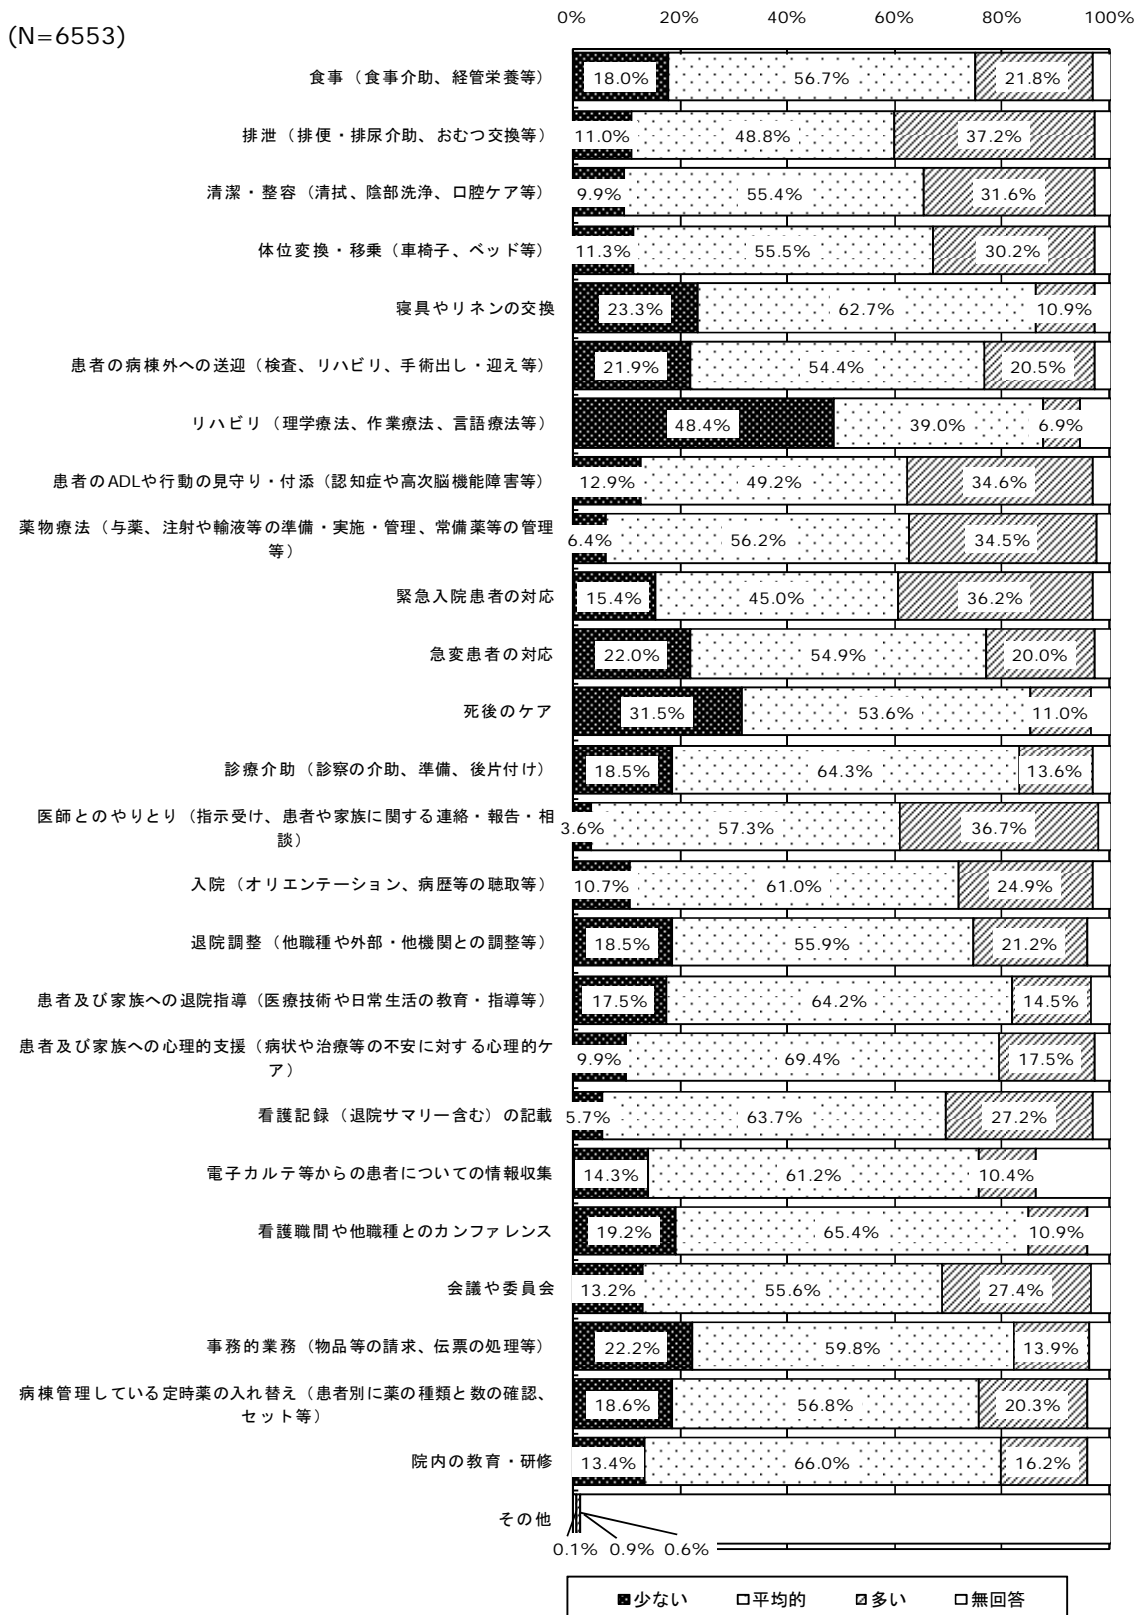 0% 20% 40% 60% 80% 100%
(N=6553)
食事（食事介助、経管栄養等） 18.0% 56.7% 21.8%
排泄（排便・排尿介助、おむつ交換等） 11.0% 48.8% 37.2%
清潔・整容（清拭、陰部洗浄、口腔ケア等） 9.9% 55.4% 31.6%
体位変換・移乗（車椅子、ベッド等） 11.3% 55.5% 30.2%
寝具やリネンの交換 23.3% 62.7% 10.9%
患者の病棟外への送迎（検査、リハビリ、手術出し・迎え等） 21.9% 54.4% 20.5%
リハビリ（理学療法、作業療法、言語療法等） 48.4% 39.0% 6.9%
患者のADLや行動の見守り・付添（認知症や高次脳機能障害等） 12.9% 49.2% 34.6%
薬物療法（与薬、注射や輸液等の準備・実施・管理、常備薬等の管理
等） 6.4% 56.2% 34.5%
緊急入院患者の対応 15.4% 45.0% 36.2%
急変患者の対応 22.0% 54.9% 20.0%
死後のケア 31.5% 53.6% 11.0%
診療介助（診察の介助、準備、後片付け） 18.5% 64.3% 13.6%
医師とのやりとり（指示受け、患者や家族に関する連絡・報告・相
談） 3.6% 57.3% 36.7%
入院（オリエンテーション、病歴等の聴取等） 10.7% 61.0% 24.9%
退院調整（他職種や外部・他機関との調整等） 18.5% 55.9% 21.2%
患者及び家族への退院指導（医療技術や日常生活の教育・指導等） 17.5% 64.2% 14.5%
患者及び家族への心理的支援（病状や治療等の不安に対する心理的ケ
ア） 9.9% 69.4% 17.5%
看護記録（退院サマリー含む）の記載 5.7% 63.7% 27.2%
電子カルテ等からの患者についての情報収集 14.3% 61.2% 10.4%
看護職間や他職種とのカンファレンス 19.2% 65.4% 10.9%
会議や委員会 13.2% 55.6% 27.4%
事務的業務（物品等の請求、伝票の処理等） 22.2% 59.8% 13.9%
病棟管理している定時薬の入れ替え（患者別に薬の種類と数の確認、
セット等） 18.6% 56.8% 20.3%
院内の教育・研修 13.4% 66.0% 16.2%
その他
0.1% 0.9% 0.6%
少ない 平均的 多い 無回答